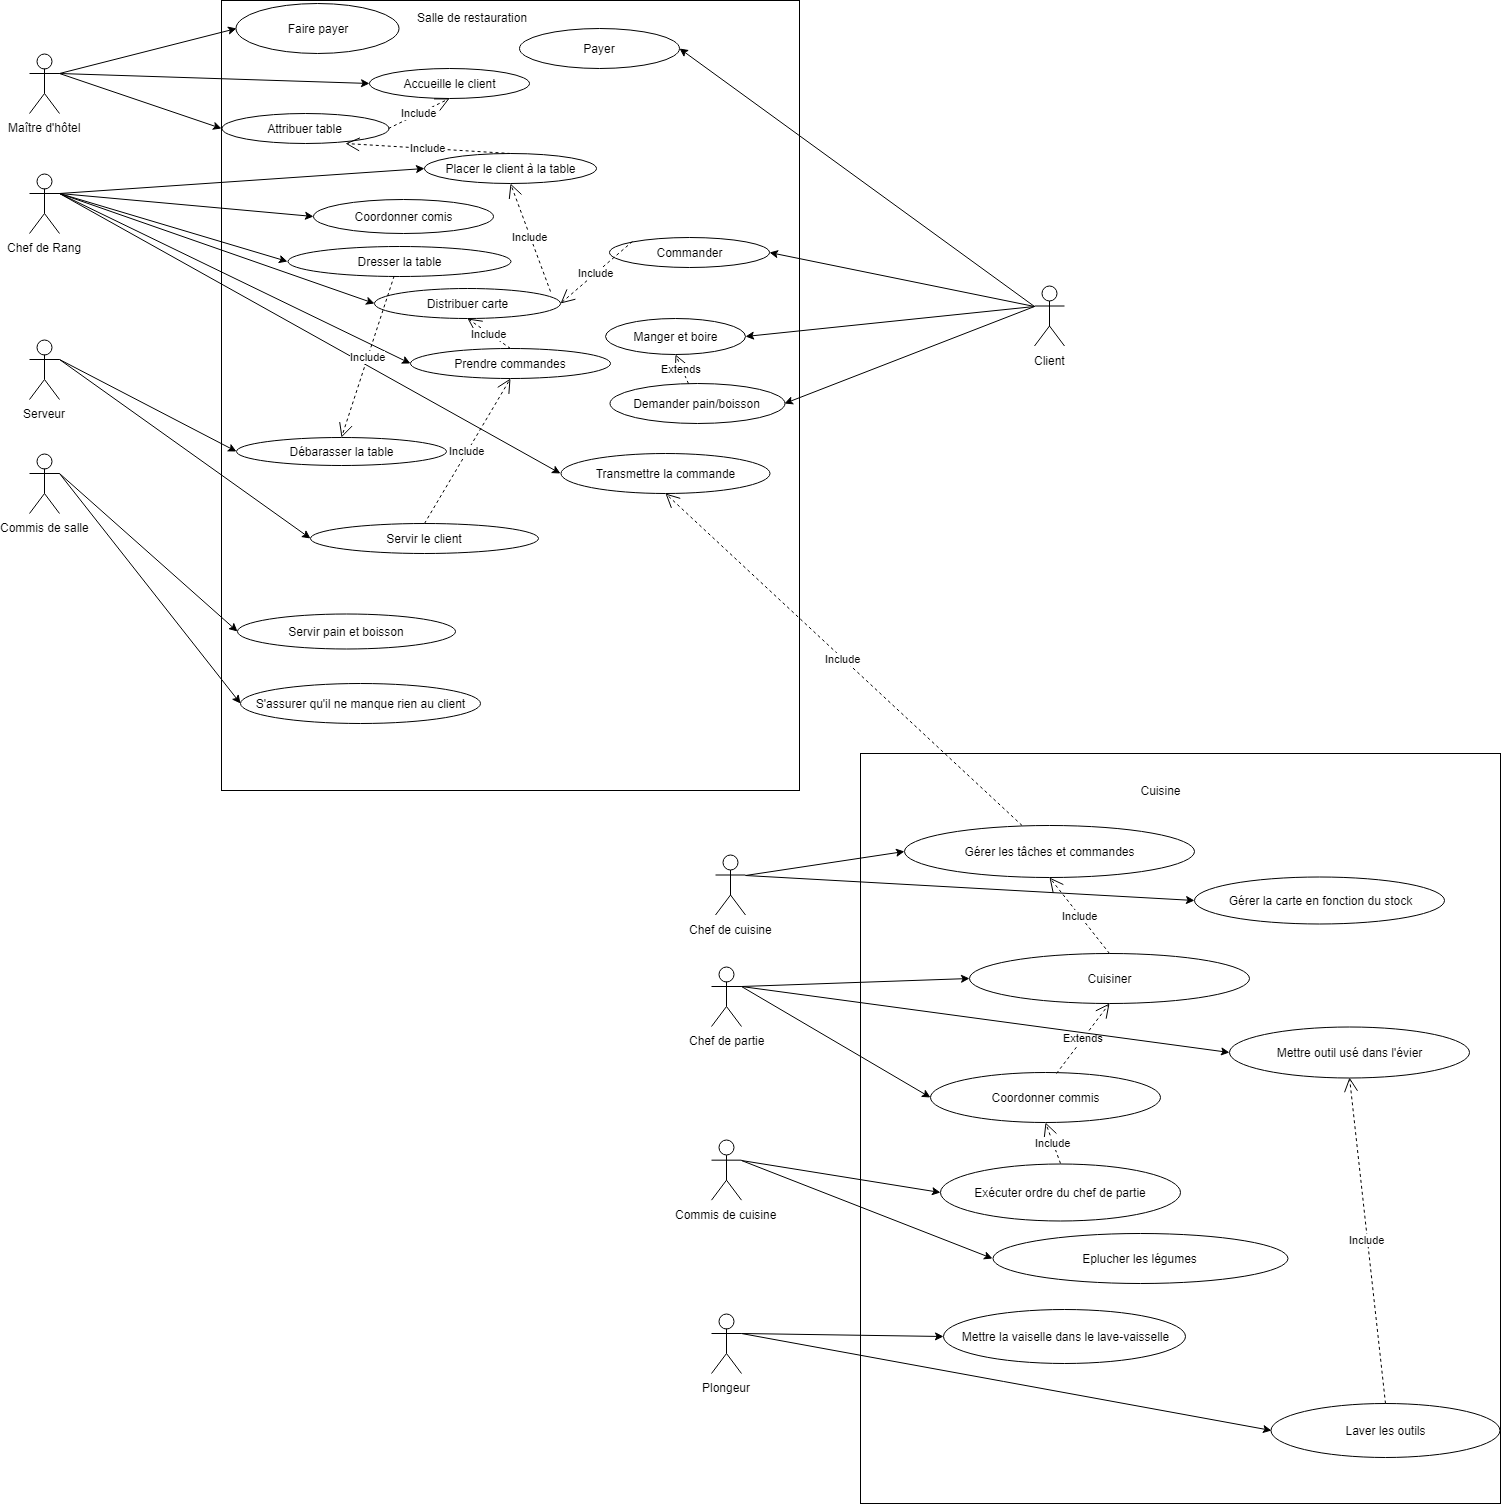 Salle de restauration
Faire payer
Payer
Accueille le client
Include
Maître d'hôtel
Attribuer table
Include
Placer le client à la table
Coordonner comis
Chef de Rang
Include
Commander
Dresser la table
Include
Distribuer carte
Include
Manger et boire
Include
Prendre commandes
Client
Extends
Serveur
Demander pain/boisson
Débarasser la table
Include
Transmettre la commande
Commis de salle
Servir le client
Servir pain et boisson
Include
S'assurer qu'il ne manque rien au client
Cuisine
Gérer les tâches et commandes
Gérer la carte en fonction du stock
Include
Chef de cuisine
Cuisiner
Extends
Chef de partie
Mettre outil usé dans l'évier
Coordonner commis
Include
Exécuter ordre du chef de partie
Commis de cuisine
Include
Eplucher les légumes
Mettre la vaiselle dans le lave-vaisselle
Plongeur
Laver les outils